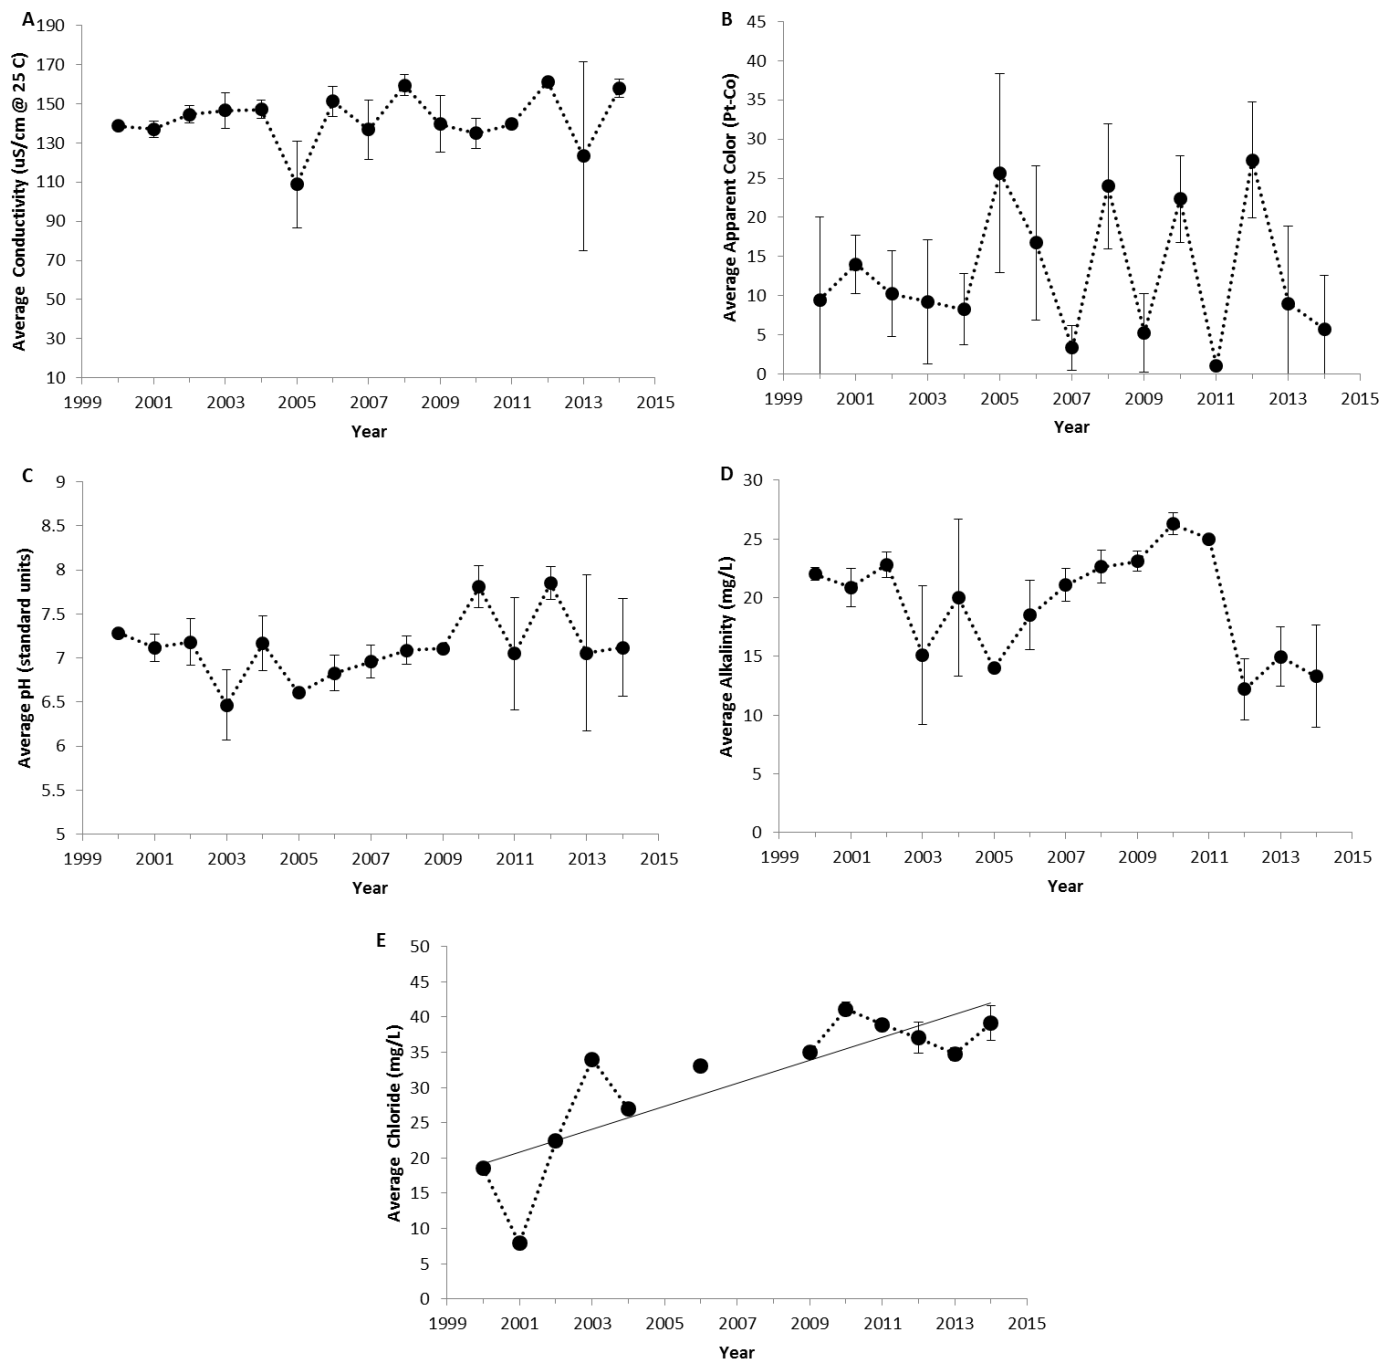 A
190
170
150
130
110
90
70
50
30
10
Average Conductivity (uS/cm @ 25 C)
1999 2001 2003 2005 2007 2009 2011 2013 2015
Year
B
45
40
35
30
25
20
15
10
5
0
Average Apparent Color (Pt-Co)
1999 2001 2003 2005 2007 2009 2011 2013 2015
Year
C
9
8.5
8
7.5
7
6.5
6
5.5
5
Average pH (standard units)
1999 2001 2003 2005 2007 2009 2011 2013 2015
Year
D
30
25
20
15
10
5
0
Average Alkalinity (mg/L)
1999 2001 2003 2005 2007 2009 2011 2013 2015
Year
E
50
45
40
35
30
25
20
15
10
5
0
Average Chloride (mg/L)
1999 2001 2003 2005 2007 2009 2011 2013 2015
Year